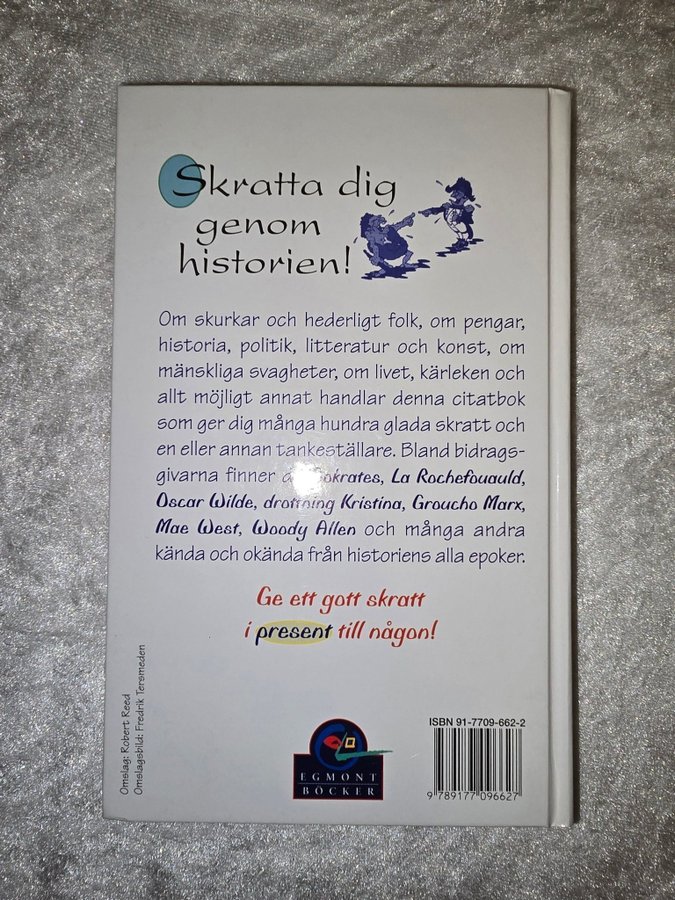 Skratta dig
genom
historien!
Om skurkar och hederligt folk, om pengar,
historia, politik, litteratur och konst, om
mänskliga svagheter, om livet, kärleken och
allt möjligt annat handlar denna citatbok
som ger dig många hundra glada skratt och
en eller annan tankeställare. Bland bidrags-
givarna finner Sokrates, La Rochefouauld,
Oscar Wilde, drottning Kristina, Groucho Marx,
Mae West, Woody Allen och många andra
kända och okända från historiens alla epoker.
Ge ett gott skratt
i present till någon!
Omslag: Robert Reed
Omslagsbild: Fredrik Tersmeden
EGMONT
BÖCKER
ISBN 91-7709-662-2
9 789177 096627